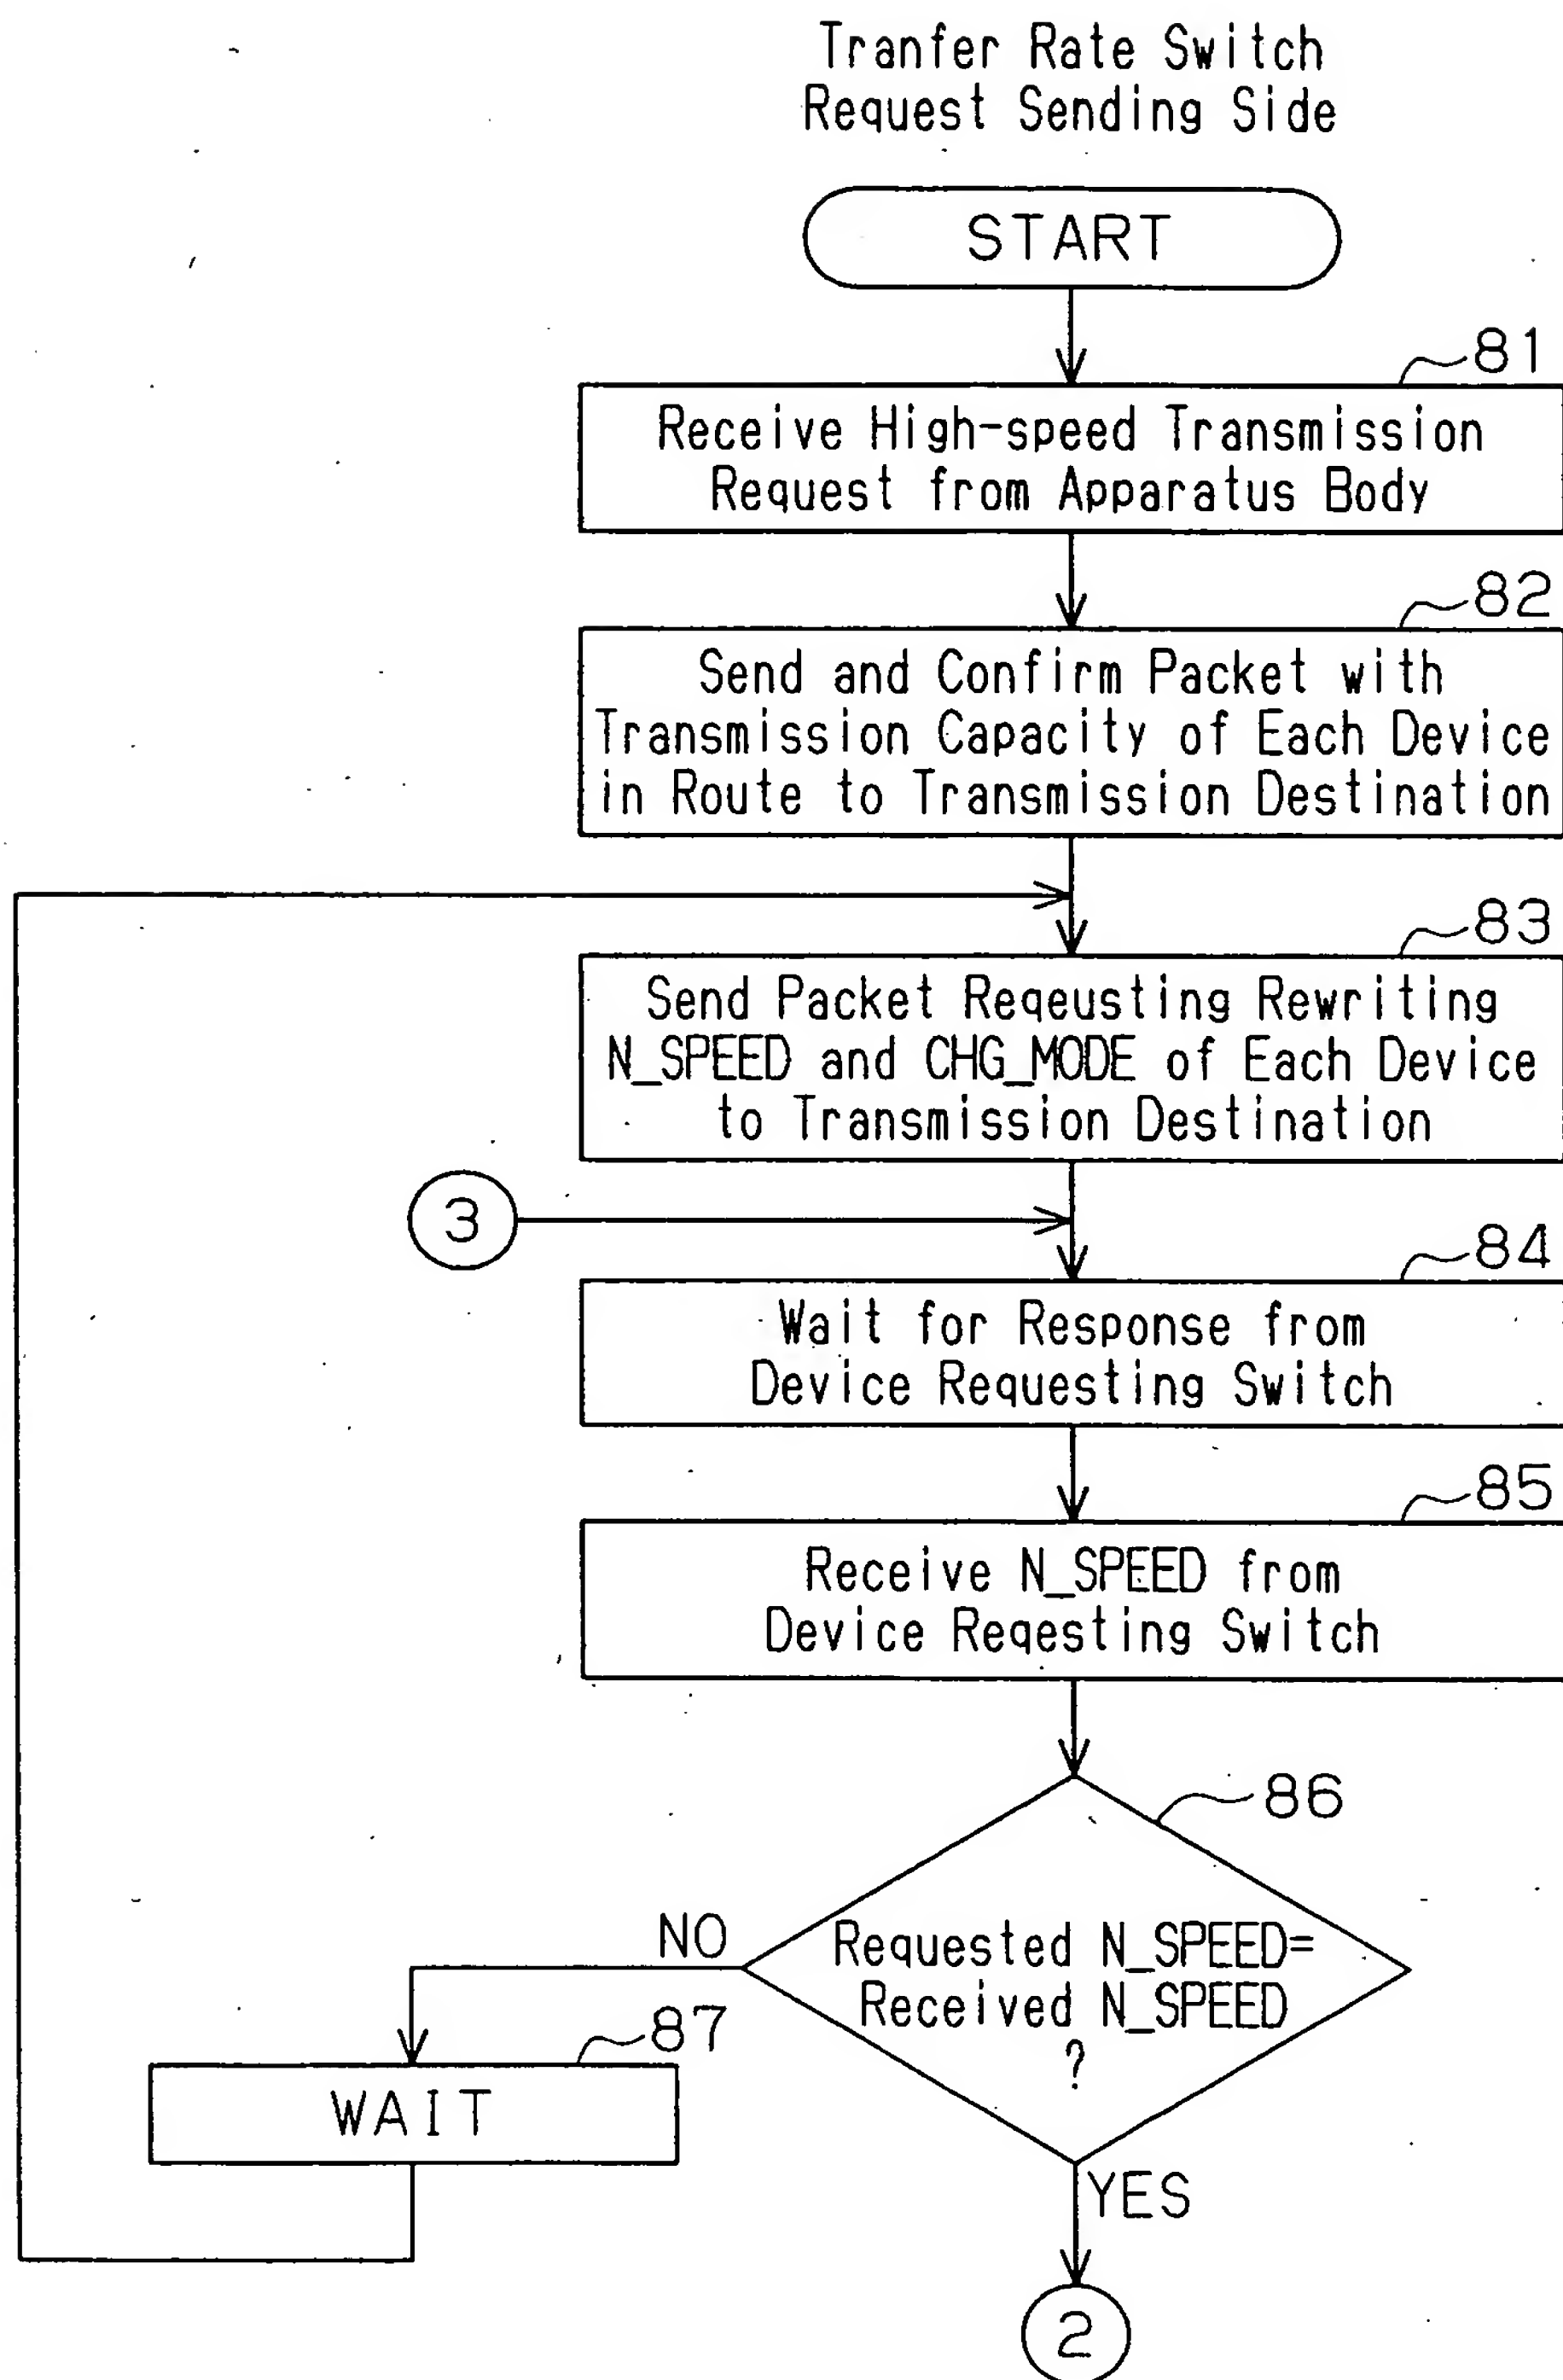 Tranfer Rate Switch
Request Sending Side
START
81
Receive High-speed Transmission
Request from Apparatus Body
82
Send and Confirm Packet with
Transmission Capacity of Each Device
in Route to Transmission Destination
83
Send Packet Reqeusting Rewriting
N_SPEED and CHG_MODE of Each Device
to Transmission Destination
3
84
Wait for Response from
Device Requesting Switch
85
Receive N_SPEED from
Device Reqesting Switch
86
Requested N_SPEED=
Received N_SPEED
?
NO
87
WAIT
YES
2